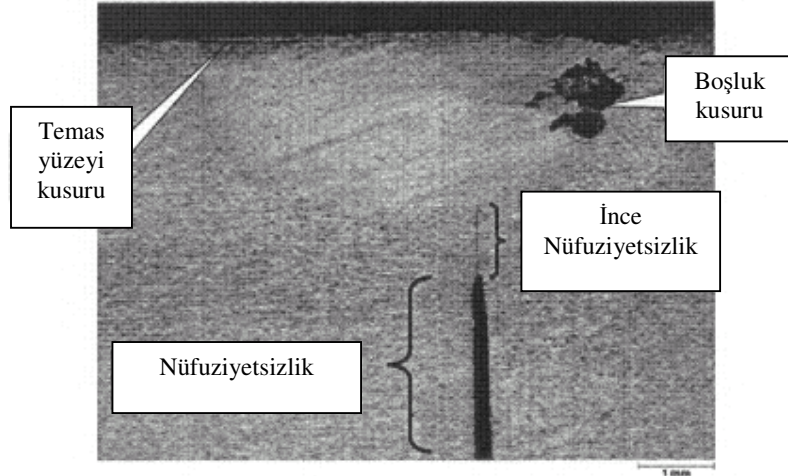 Temas
yüzeyi
kusuru
Boşluk
kusuru
İnce
Nüfuziyetsizlik
Nüfuziyetsizlik
1 mm